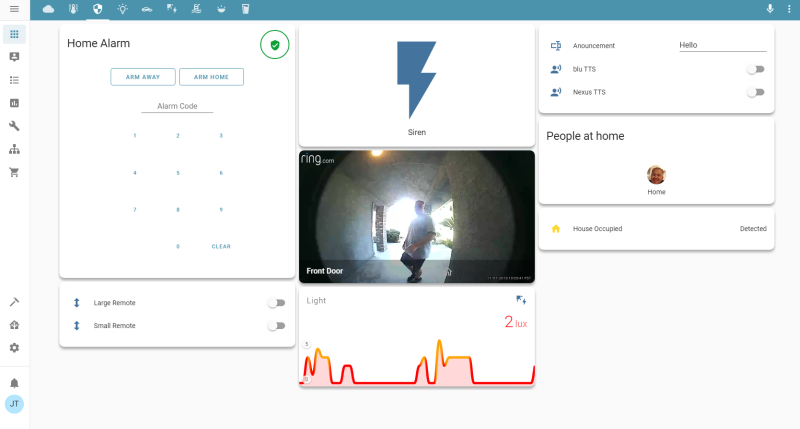 Home Alarm
ARM AWAY
ARM HOME
Alarm Code
1 2 3
4 5 6
7 8 9
0 CLEAR
Large Remote
Small Remote
Siren
ring.com
Front Door
Light
2 lux
5
Anouncement
Hello
blu TTS
Nexus TTS
People at home
Home
House Occupied
Detected
JT